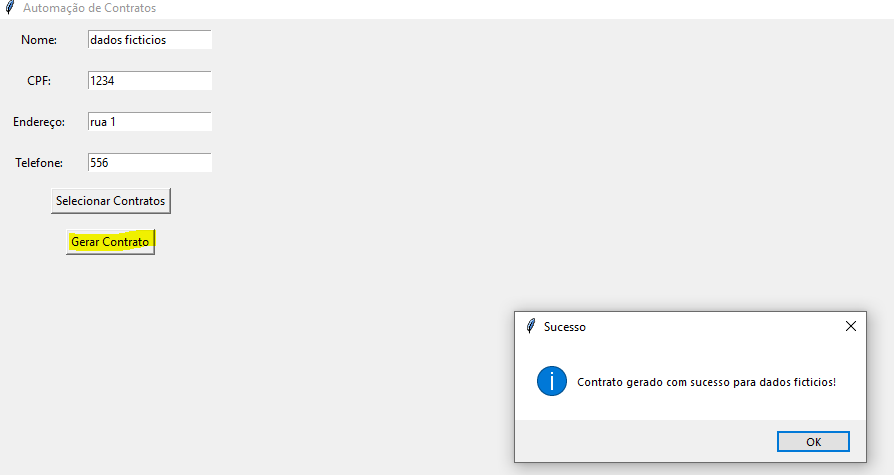 Automação de Contratos
Nome: dados ficticios
CPF: 1234
Endereço: rua 1
Telefone: 556
Selecionar Contratos
Gerar Contrato
Sucesso
Contrato gerado com sucesso para dados ficticios!
OK